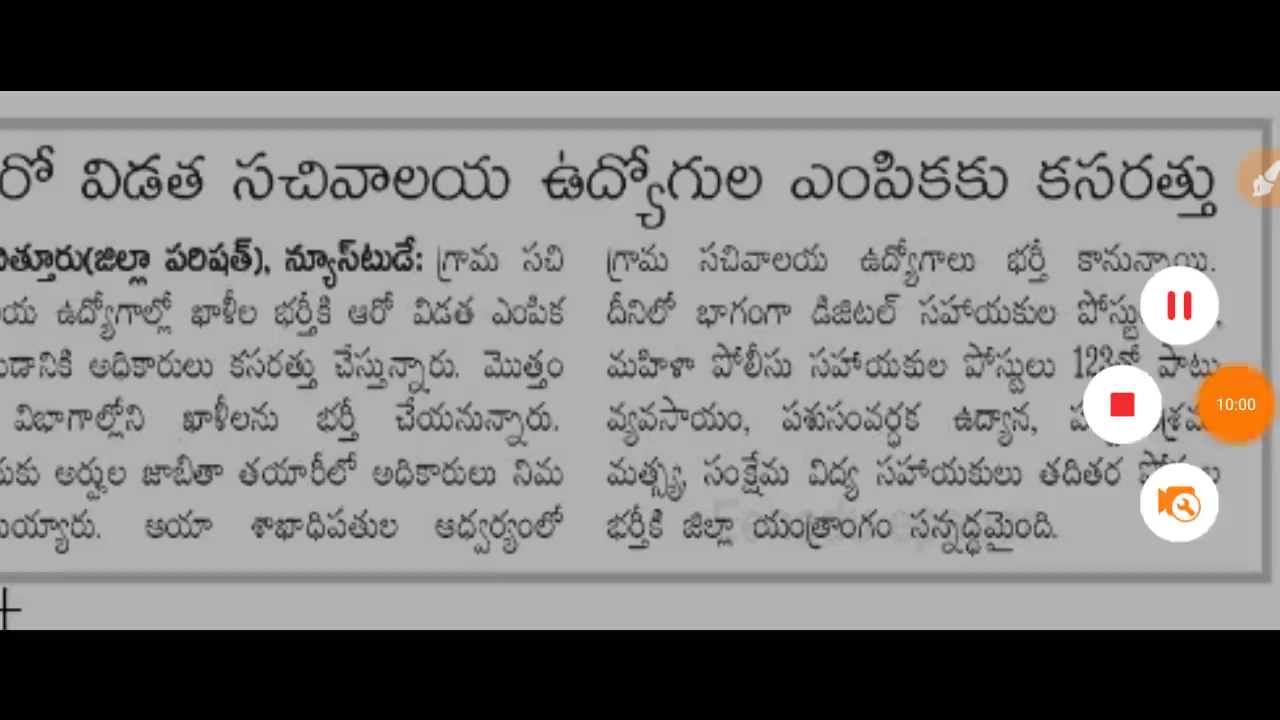 రో విడత సచివాలయ ఉద్యోగుల ఎంపికకు కసరత్తు
త్తూరు(జిల్లా పరిషత్), న్యూస్‌టుడే: గ్రామ సచి
య ఉద్యోగాల్లో ఖాళీల భర్తీకి ఆరో విడత ఎంపిక
అధికారులు కసరత్తు చేస్తున్నారు. మొత్తం
విభాగాల్లోని ఖాళీలను భర్తీ చేయనున్నారు.
అర్హుల జాబితా తయారీలో అధికారులు నిమ
య్యారు. ఆయా శాఖాధిపతుల ఆధ్వర్యంలో
గ్రామ సచివాలయ ఉద్యోగాలు భర్తీ కానున్నాయి.
దీనిలో భాగంగా డిజిటల్ సహాయకుల
మహిళా పోలీసు సహాయకుల పోస్టులు పాటు
వ్యవసాయం, పశుసంవర్ధక ఉద్యాన,
మత్స్య, సంక్షేమ విద్య సహాయకులు తదితర
భర్తీకి జిల్లా యంత్రాంగం సన్నద్ధమైంది.
10:00